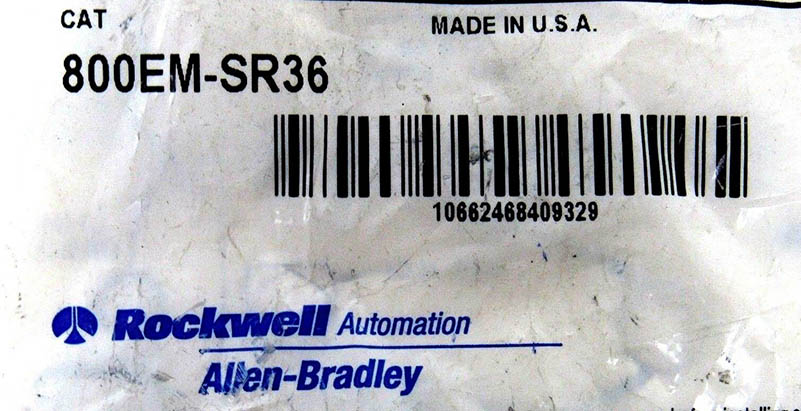 CAT
MADE IN U.S.A.
800EM-SR36
10662468409329
Rockwell Automation
Allen-Bradley